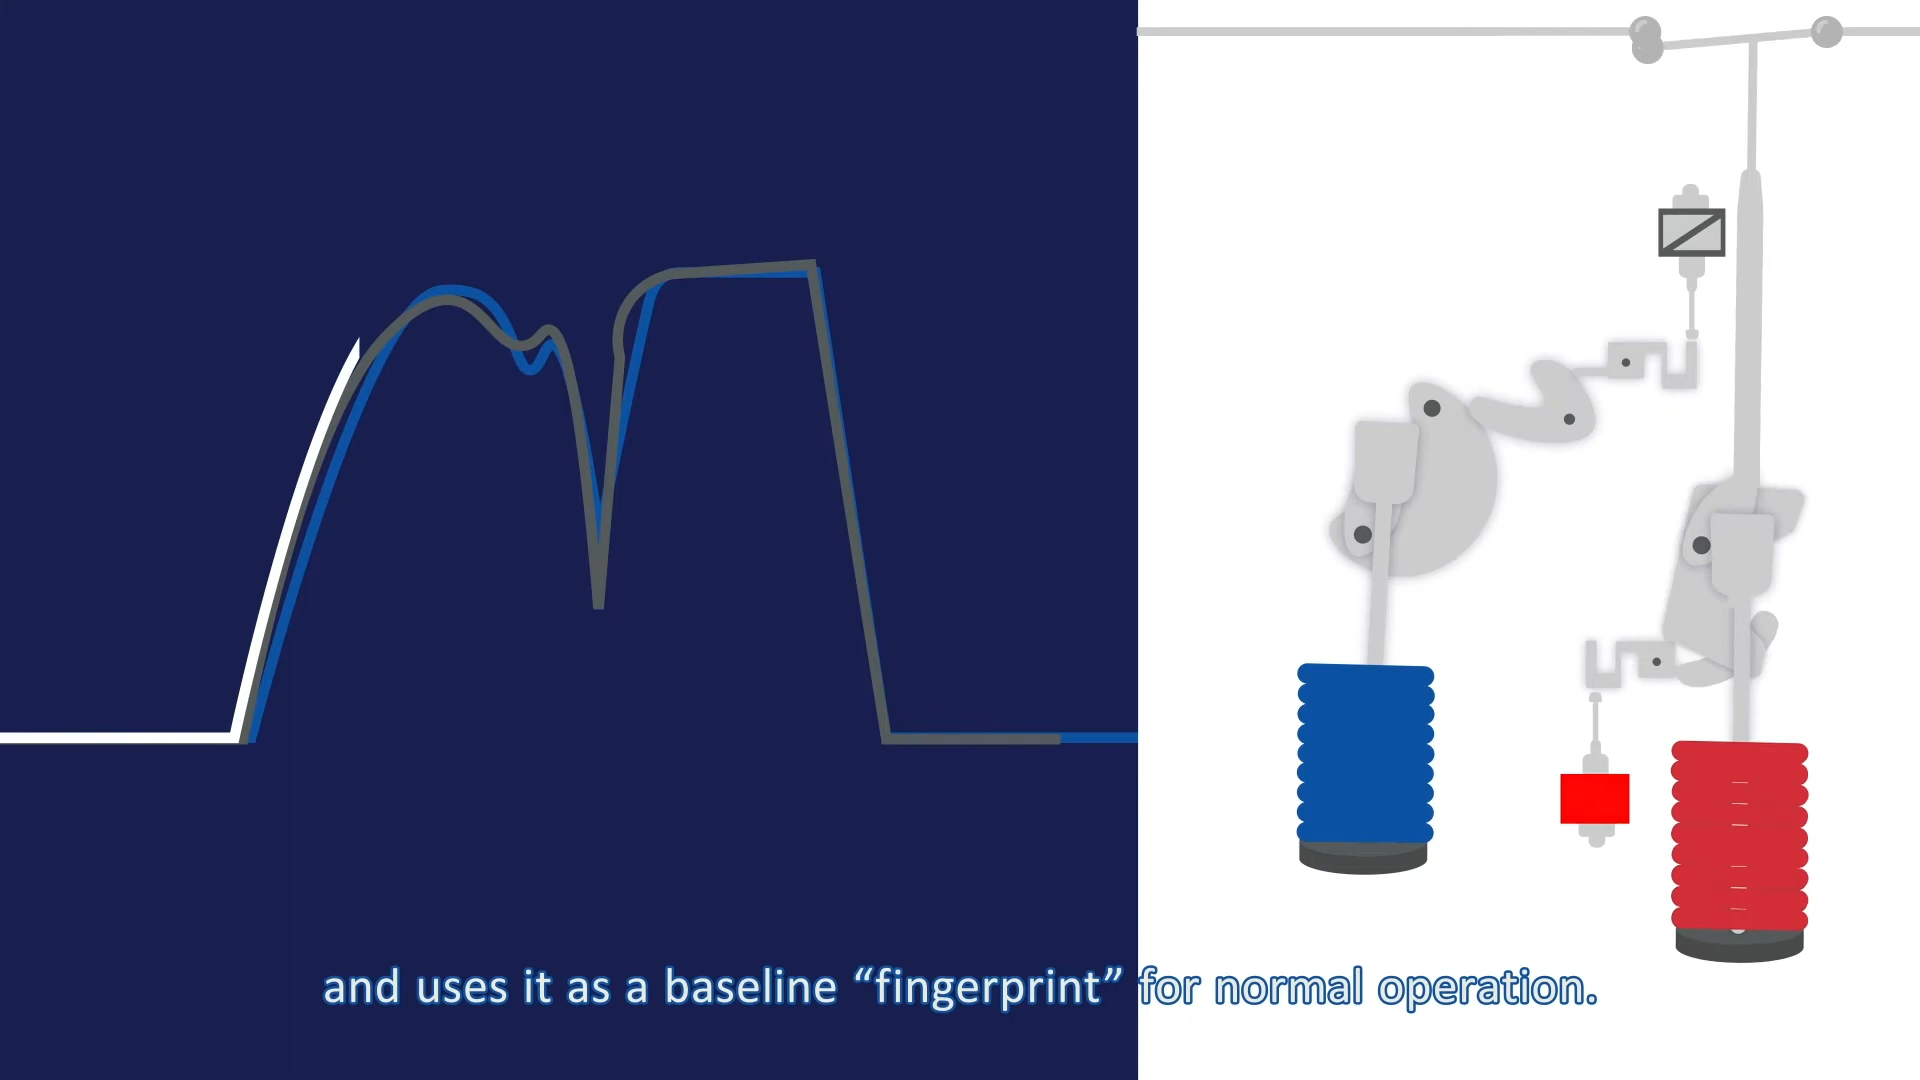 and uses it as a baseline “fingerprint” for normal operation.